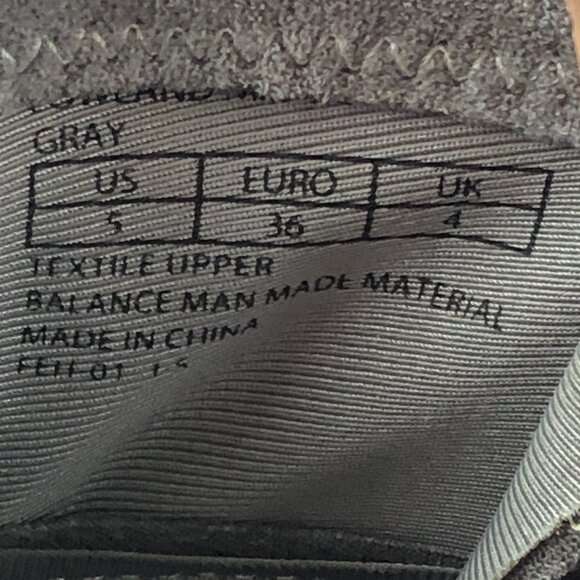 GRAY
US EURO UK
5 36 4
TEXTILE UPPER
BALANCE MAN MADE MATERIAL
MADE IN CHINA